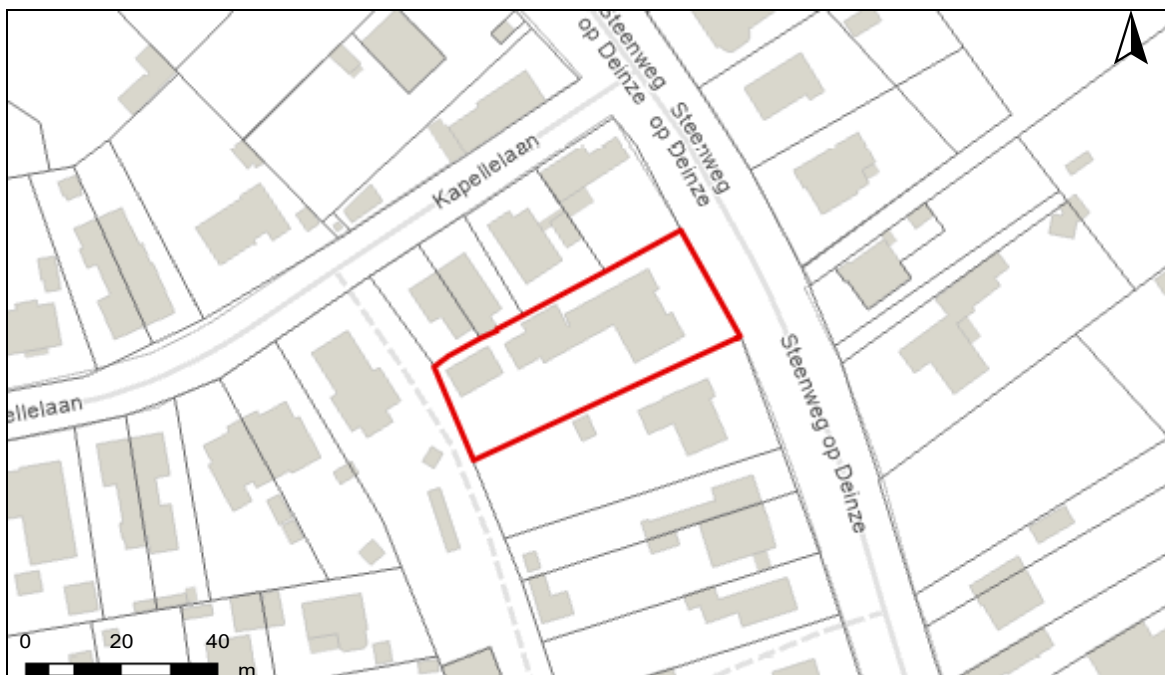 Steenweg
op Deinze
Steenweg
op Deinze
Kapellelaan
Steenweg op Deinze
ellelaan
0 20 40
m